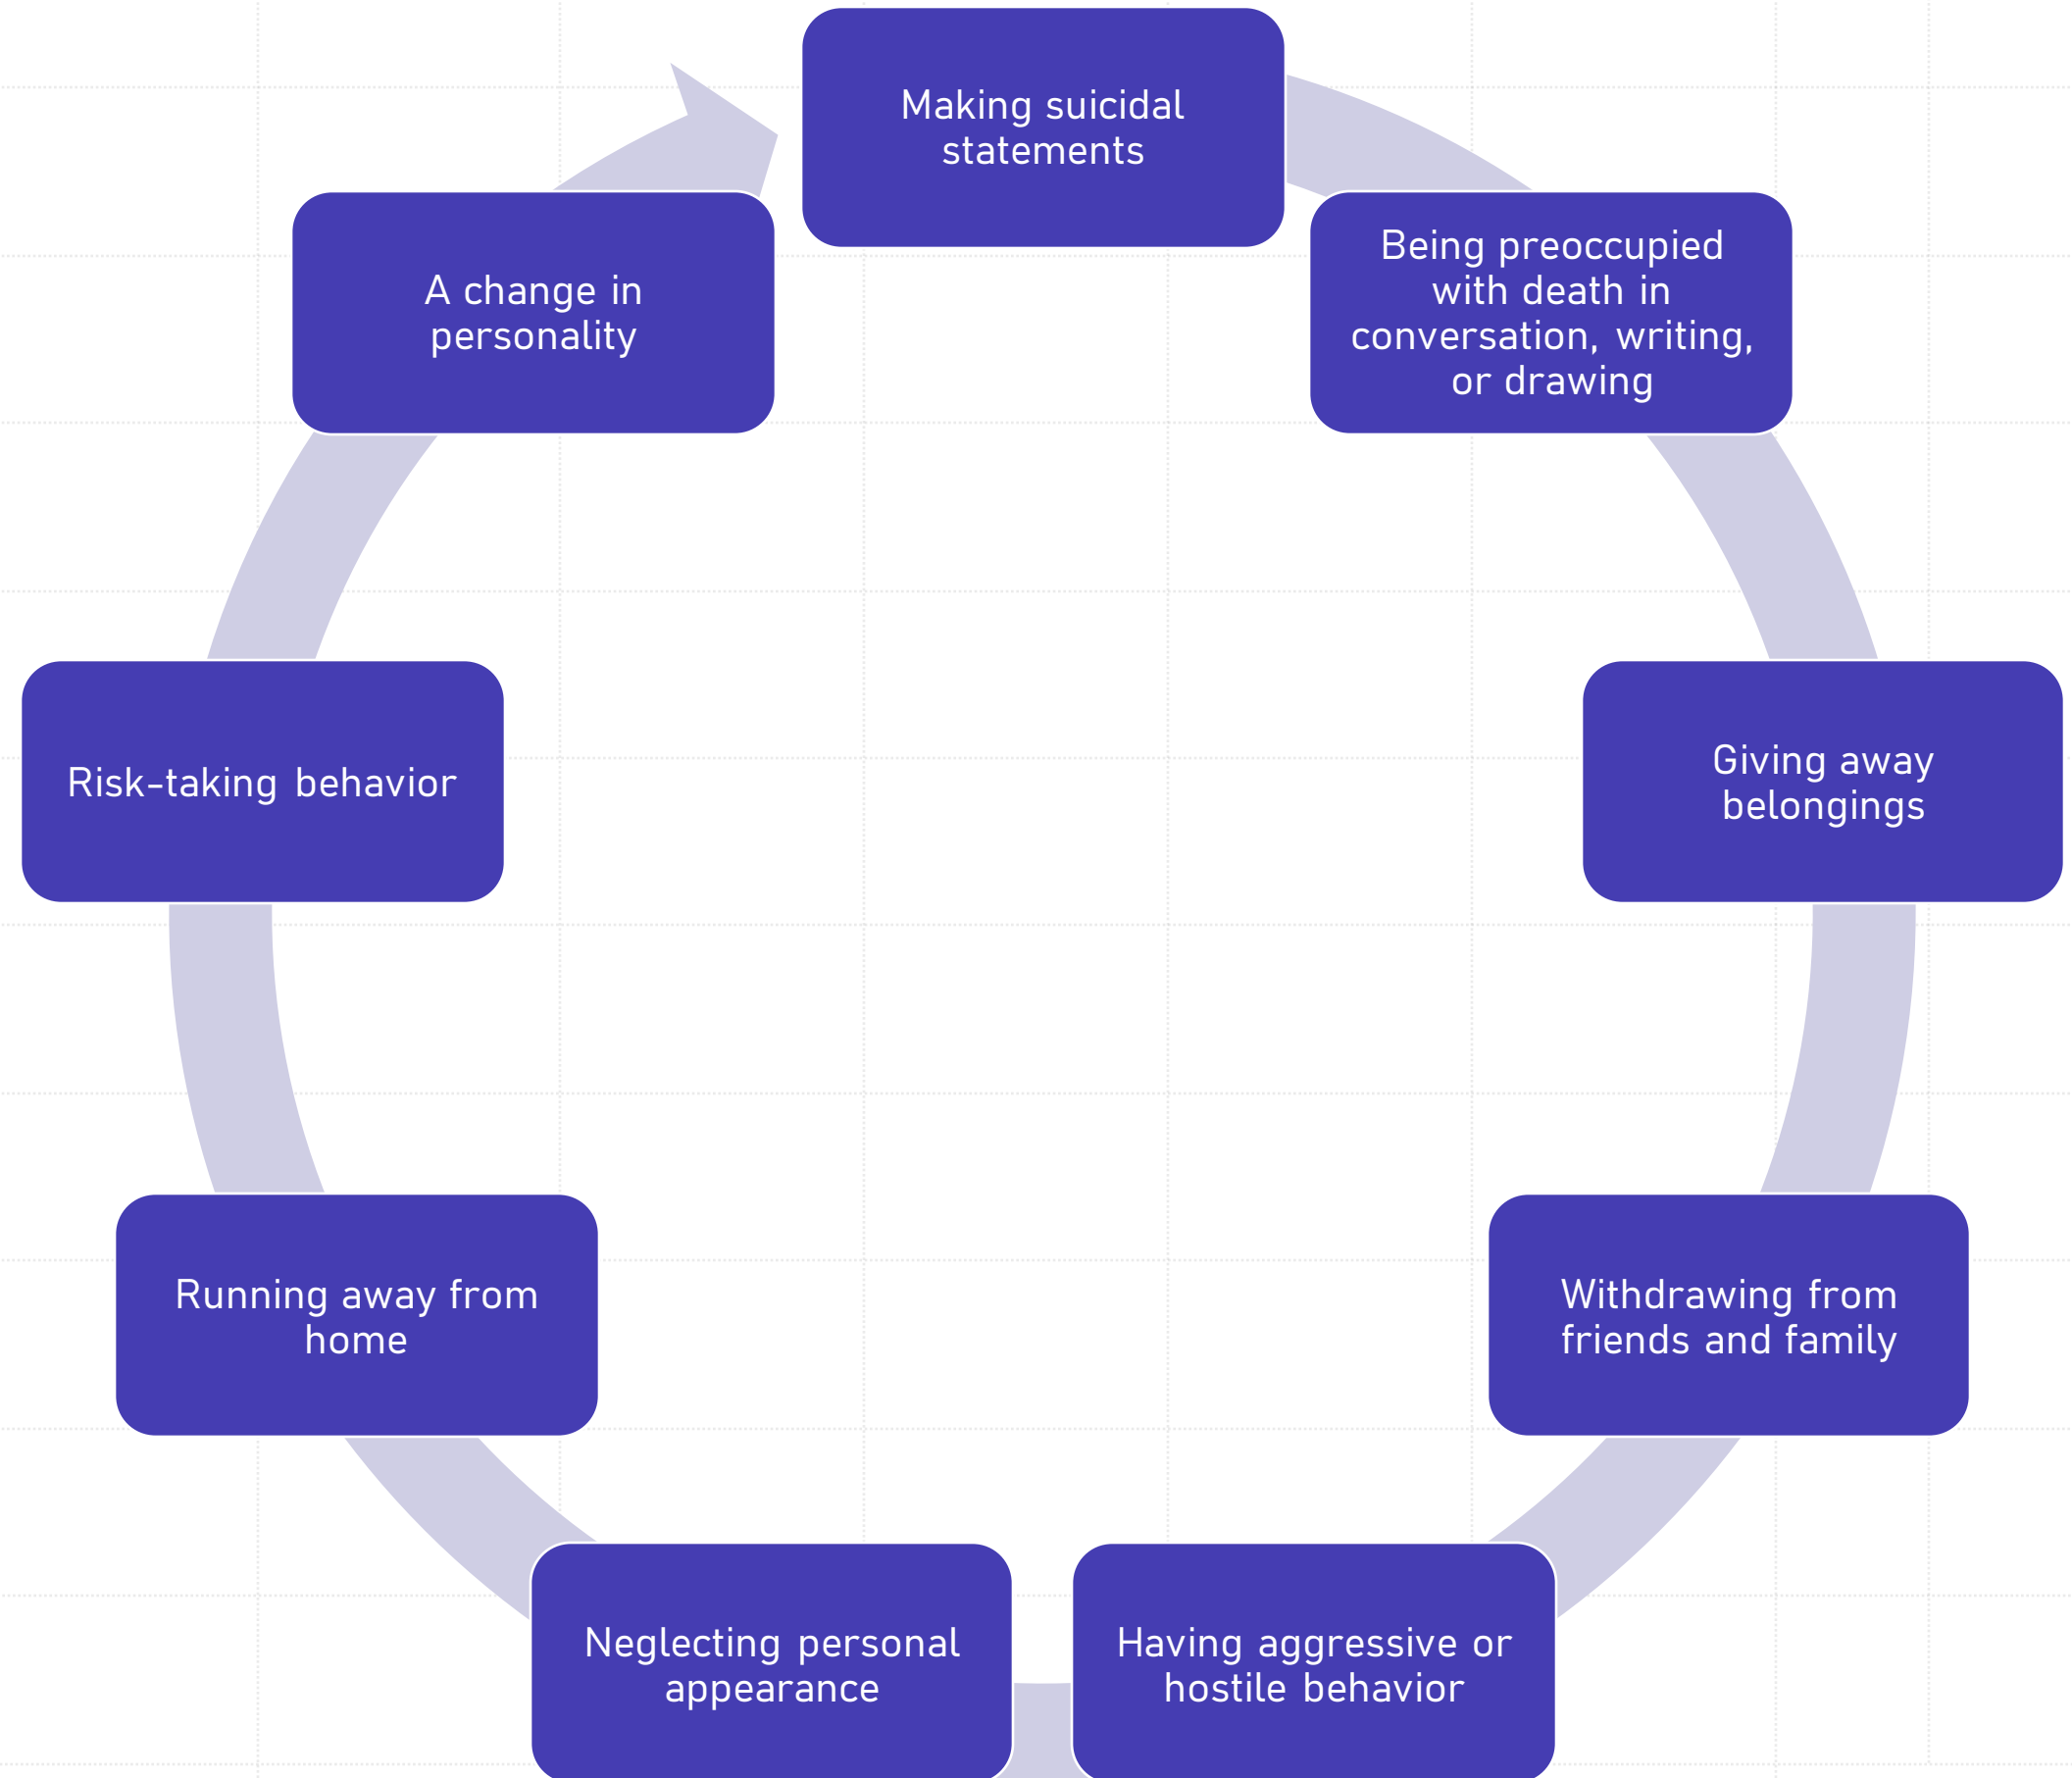 Making suicidal
statements
Being preoccupied
with death in
conversation, writing,
or drawing
Giving away
belongings
Withdrawing from
friends and family
Having aggressive or
hostile behavior
Neglecting personal
appearance
Running away from
home
Risk-taking behavior
A change in
personality